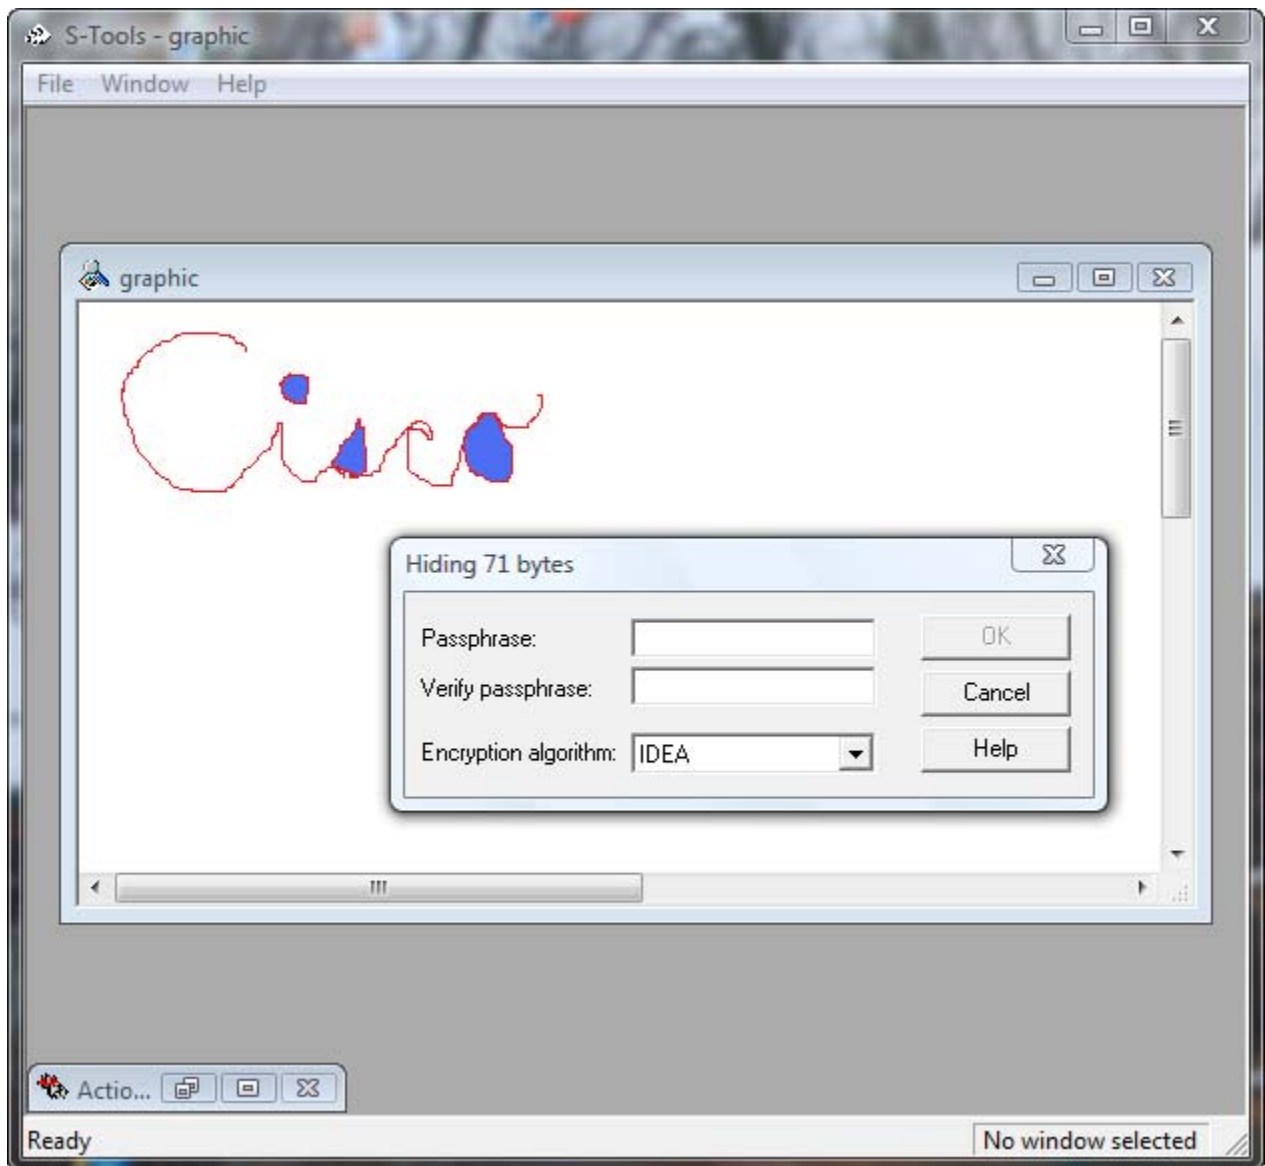 S-Tools - graphic
File Window Help
graphic
Cisco
Hiding 71 bytes
Passphrase:
OK
Verify passphrase:
Cancel
Encryption algorithm: IDEA
Help
Actio...
Ready
No window selected